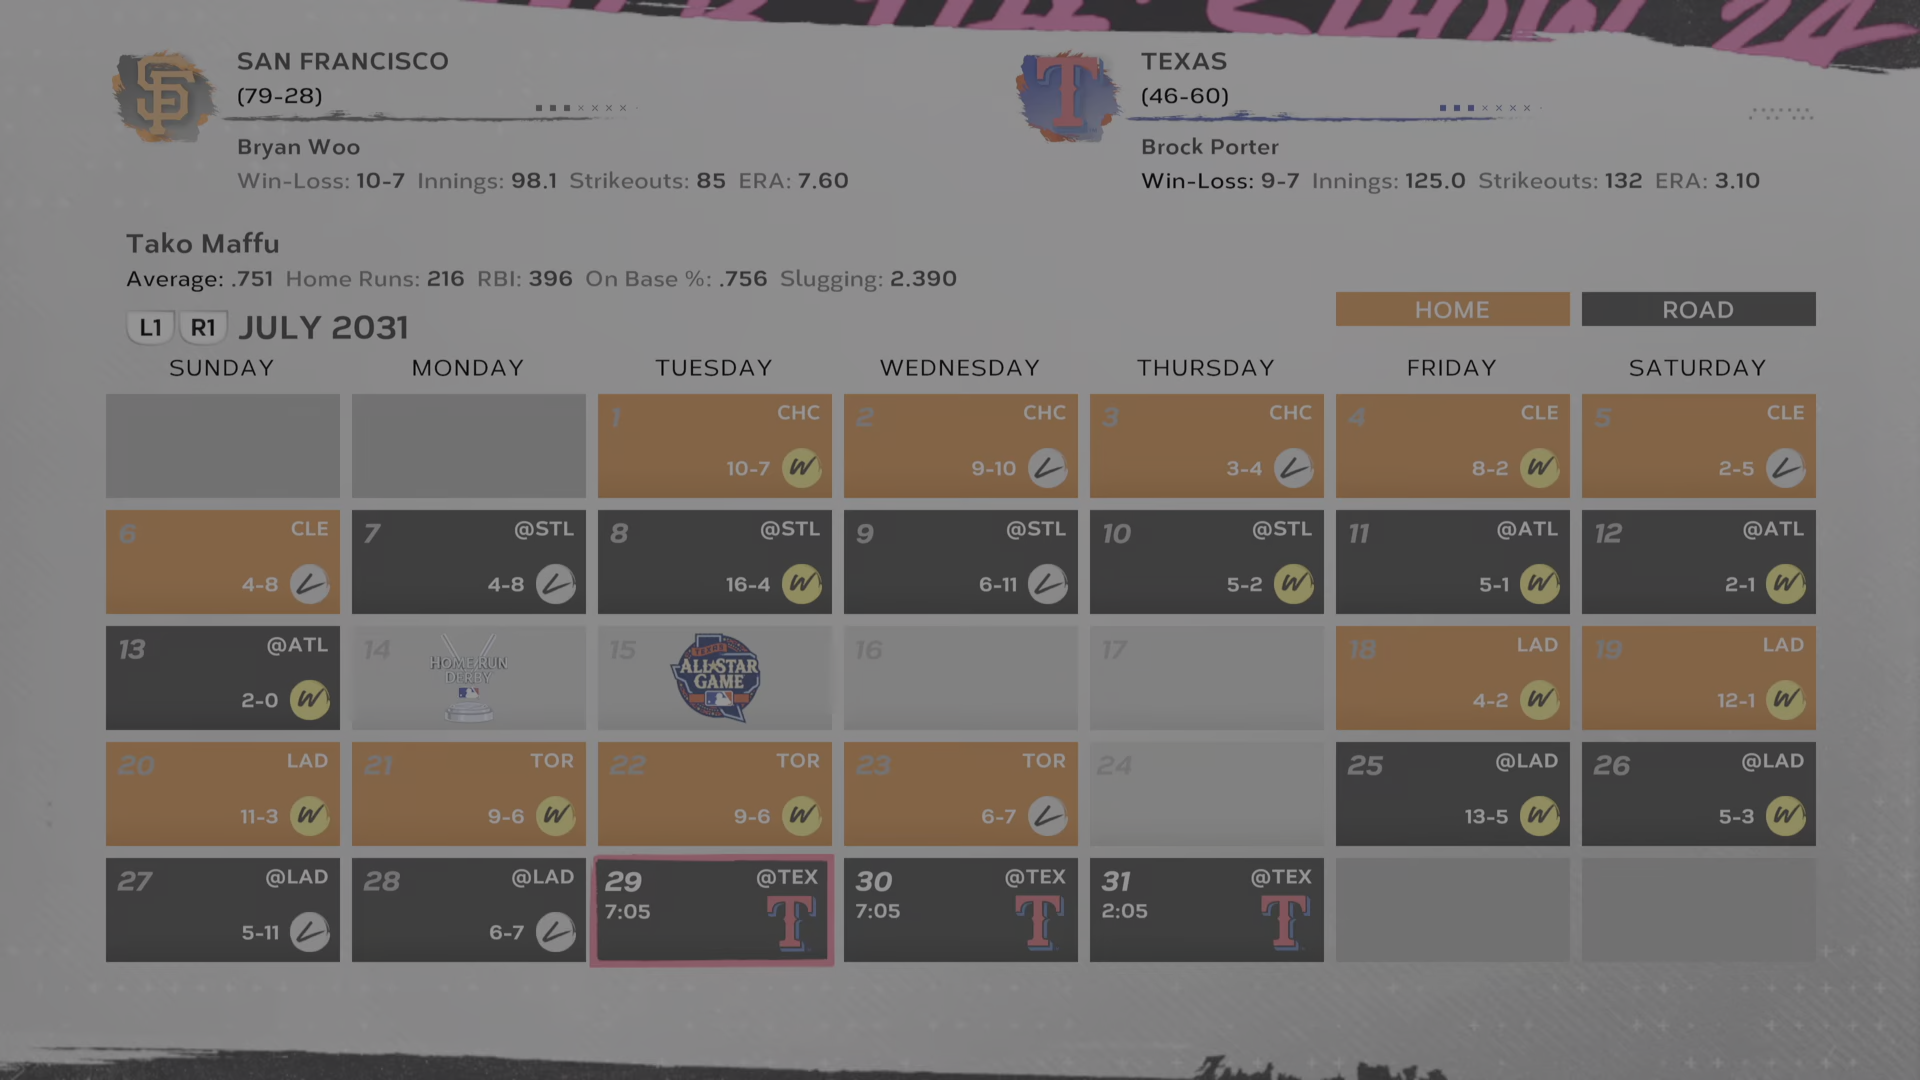 THE SHOW 24
SAN FRANCISCO
(79-28)
Bryan Woo
Win-Loss: 10-7 Innings: 98.1 Strikeouts: 85 ERA: 7.60
TEXAS
(46-60)
Brock Porter
Win-Loss: 9-7 Innings: 125.0 Strikeouts: 132 ERA: 3.10
Tako Maffu
Average: .751 Home Runs: 216 RBI: 396 On Base %: .756 Slugging: 2.390
HOME ROAD
L1 R1 JULY 2031
SUNDAY MONDAY TUESDAY WEDNESDAY THURSDAY FRIDAY SATURDAY
1 CHC 2 CHC 3 CHC 4 CLE 5 CLE
10-7 W 9-10 L 3-4 L 8-2 W 2-5 L
6 CLE 7 @STL 8 @STL 9 @STL 10 @STL 11 @ATL 12 @ATL
4-8 L 4-8 L 16-4 W 6-11 L 5-2 W 5-1 W 2-1 W
13 @ATL 14 HOME RUN DERBY 15 TEXAS ALL★STAR GAME 16 17 18 LAD 19 LAD
2-0 W 4-2 W 12-1 W
20 LAD 21 TOR 22 TOR 23 TOR 24 25 @LAD 26 @LAD
11-3 W 9-6 W 9-6 W 6-7 L 13-5 W 5-3 W
27 @LAD 28 @LAD 29 @TEX 30 @TEX 31 @TEX
5-11 L 6-7 L 7:05 T 7:05 T 2:05 T